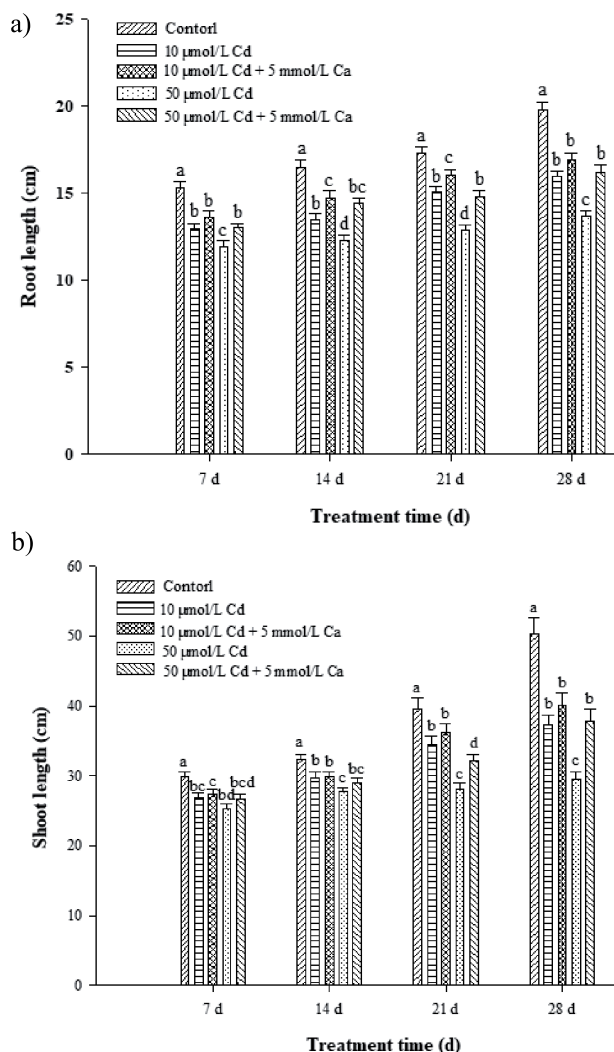 a)
25
20
15
10
5
0
Root length (cm)
Contorl
10 µmol/L Cd
10 µmol/L Cd + 5 mmol/L Ca
50 µmol/L Cd
50 µmol/L Cd + 5 mmol/L Ca
a b b c b
a b c d bc
a b c d b
a b b c b
7 d 14 d 21 d 28 d
Treatment time (d)
b)
60
50
40
30
20
10
0
Shoot length (cm)
Contorl
10 µmol/L Cd
10 µmol/L Cd + 5 mmol/L Ca
50 µmol/L Cd
50 µmol/L Cd + 5 mmol/L Ca
a bc c bd bcd
a b b c bc
a b b c d
a b b c b
7 d 14 d 21 d 28 d
Treatment time (d)